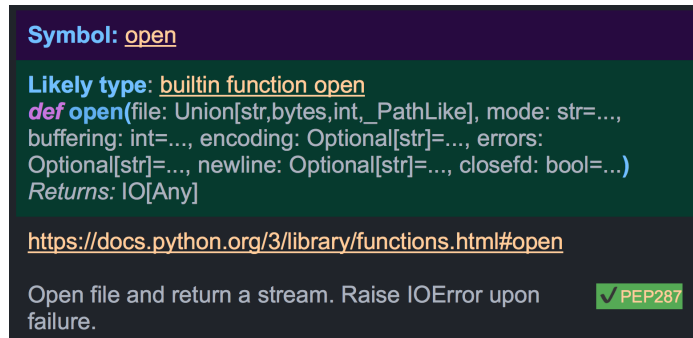 Symbol: open
Likely type: builtin function open
def open(file: Union[str,bytes,int,_PathLike], mode: str=...,
buffering: int=..., encoding: Optional[str]=..., errors:
Optional[str]=..., newline: Optional[str]=..., closefd: bool=...)
Returns: IO[Any]
https://docs.python.org/3/library/functions.html#open
Open file and return a stream. Raise IOError upon
failure.
✓ PEP287